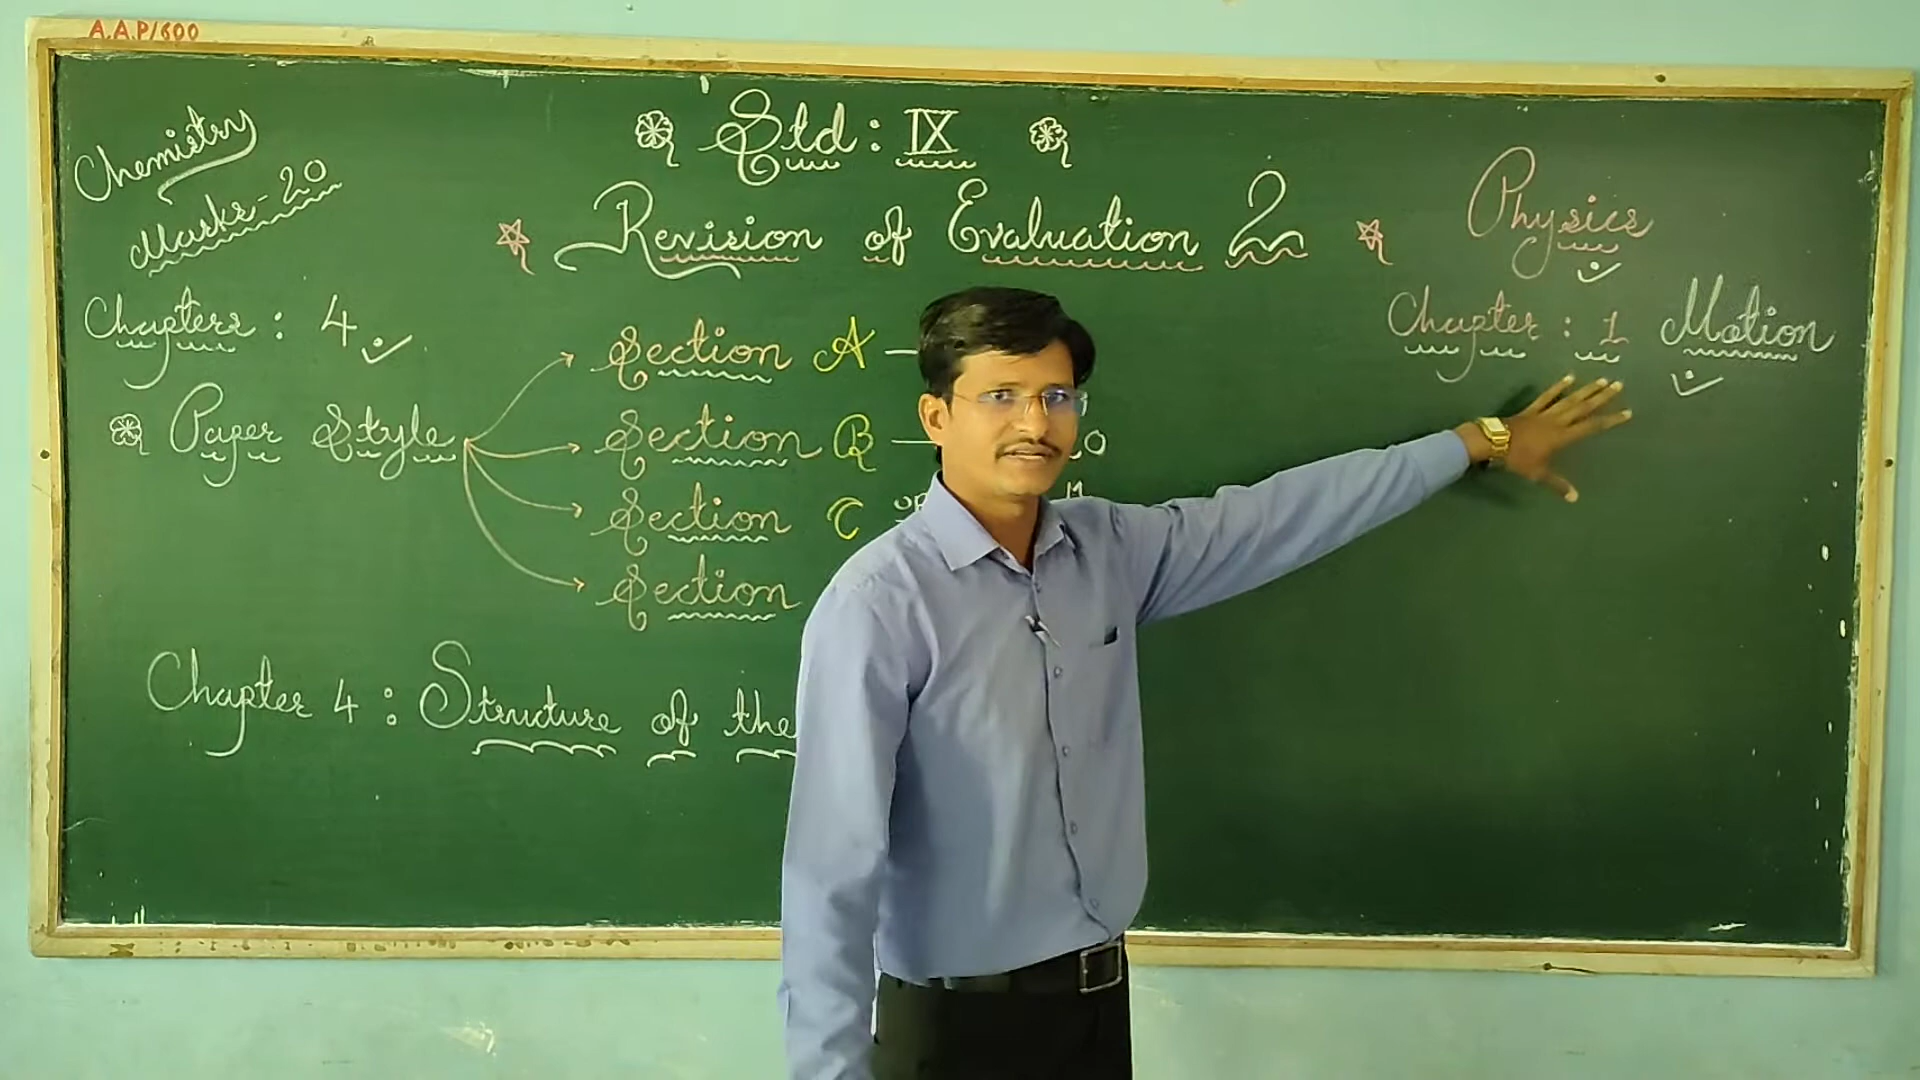 A.A.P/600
Std : IX
Revision of Evaluation 2
Chemistry
Marks - 20
Chapters : 4
Paper Style
Section A
Section B
Section C
Section
Chapter 4 : Structure of the
Physics
Chapter : 1 Motion